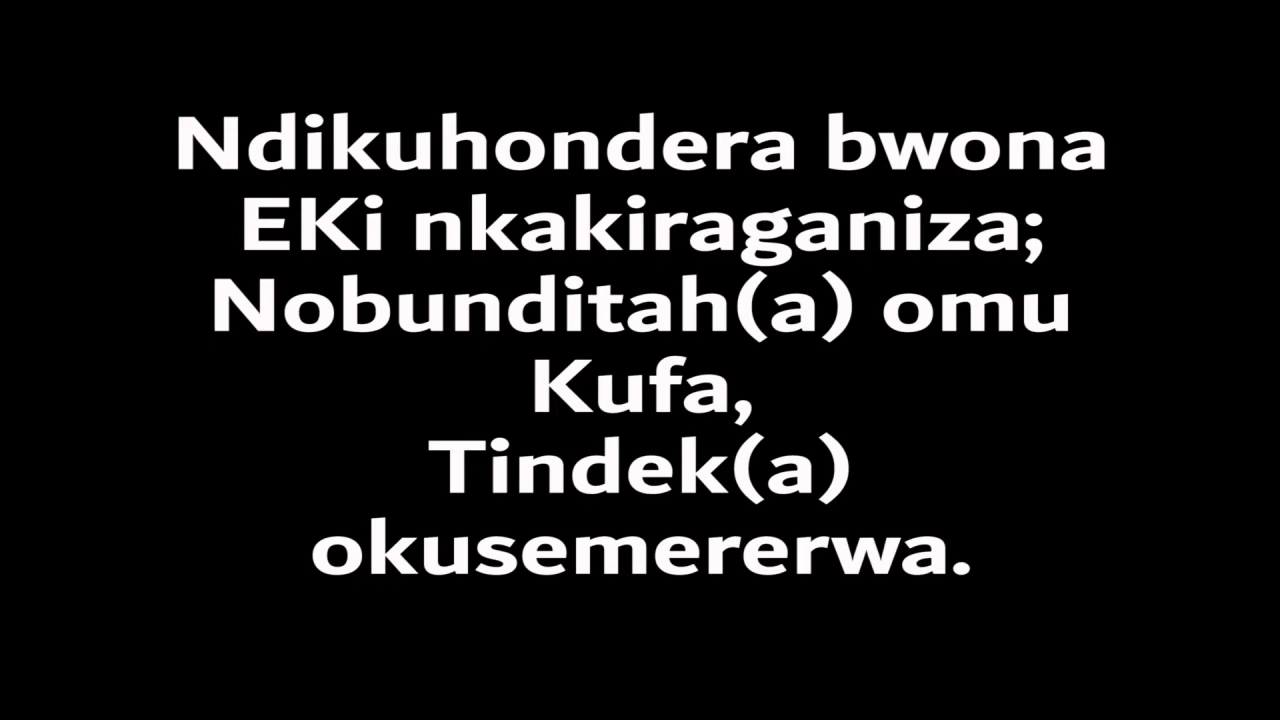 Ndikuhondera bwona
EKi nkakiraganiza;
Nobunditah(a) omu
Kufa,
Tindek(a)
okusemererwa.